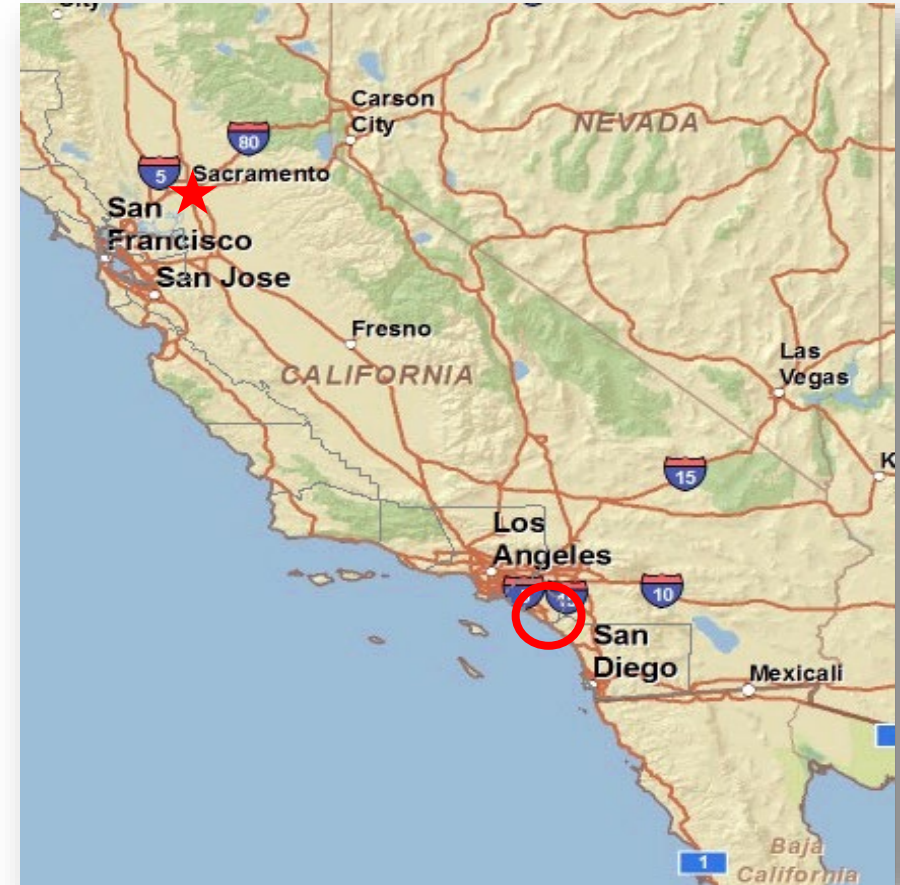 Carson
City
NEVADA
80
5
Sacramento
San
Francisco
San Jose
Fresno
CALIFORNIA
Las
Vegas
15
K
Los
Angeles
15
10
San
Diego
Mexicali
1
Baja
California